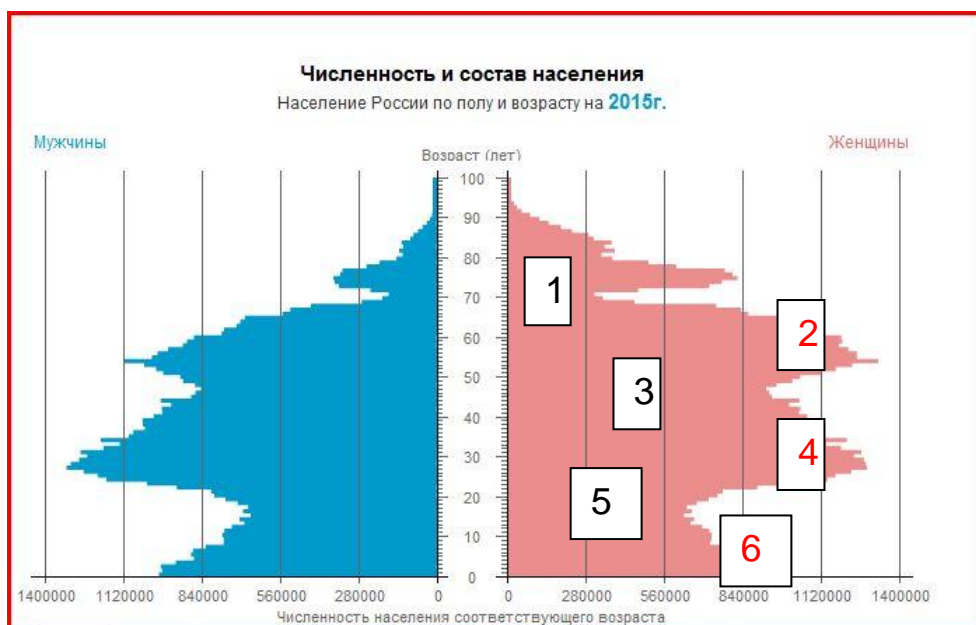 Численность и состав населения
Население России по полу и возрасту на 2015г.
Мужчины
Женщины
Возраст (лет)
100
90
80
70
60
50
40
30
20
10
0
1
2
3
4
5
6
1400000 1120000 840000 560000 280000 0 0 280000 560000 840000 1120000 1400000
Численность населения соответствующего возраста